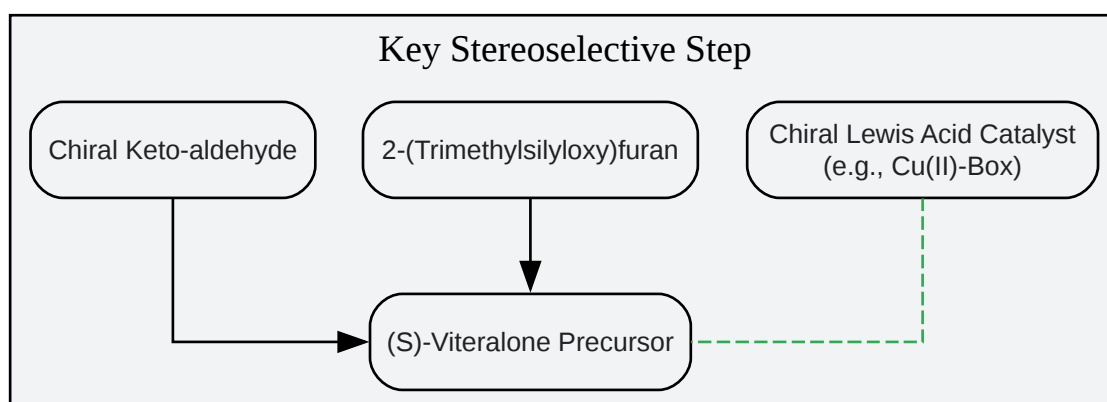 Key Stereoselective Step
Chiral Keto-aldehyde
2-(Trimethylsilyloxy)furan
Chiral Lewis Acid Catalyst
(e.g., Cu(II)-Box)
(S)-Viteralone Precursor